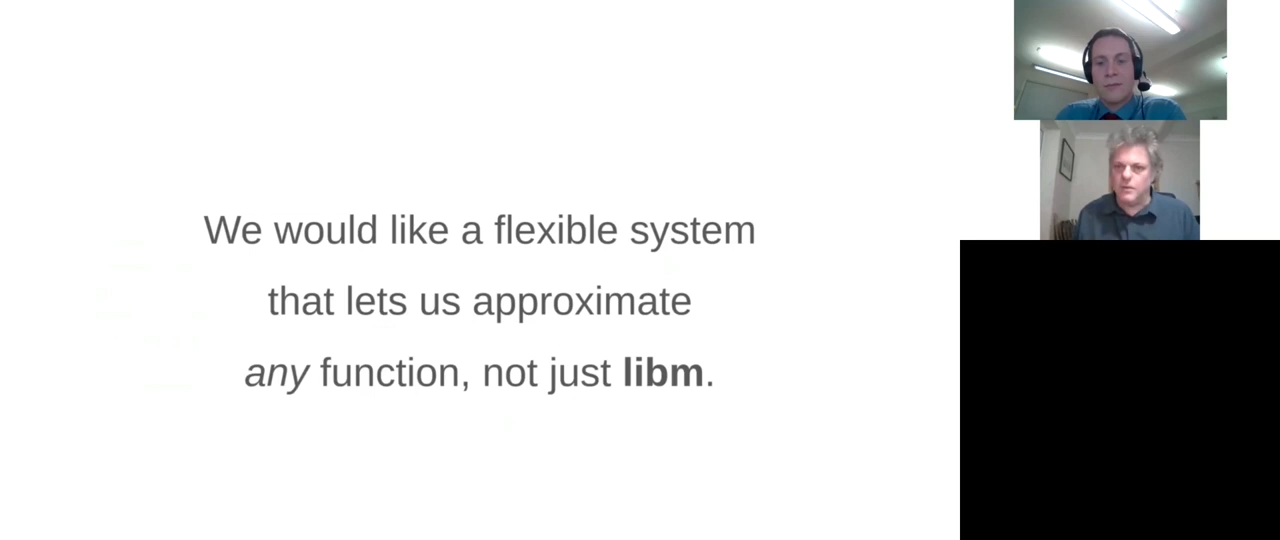 We would like a flexible system
that lets us approximate
any function, not just libm.